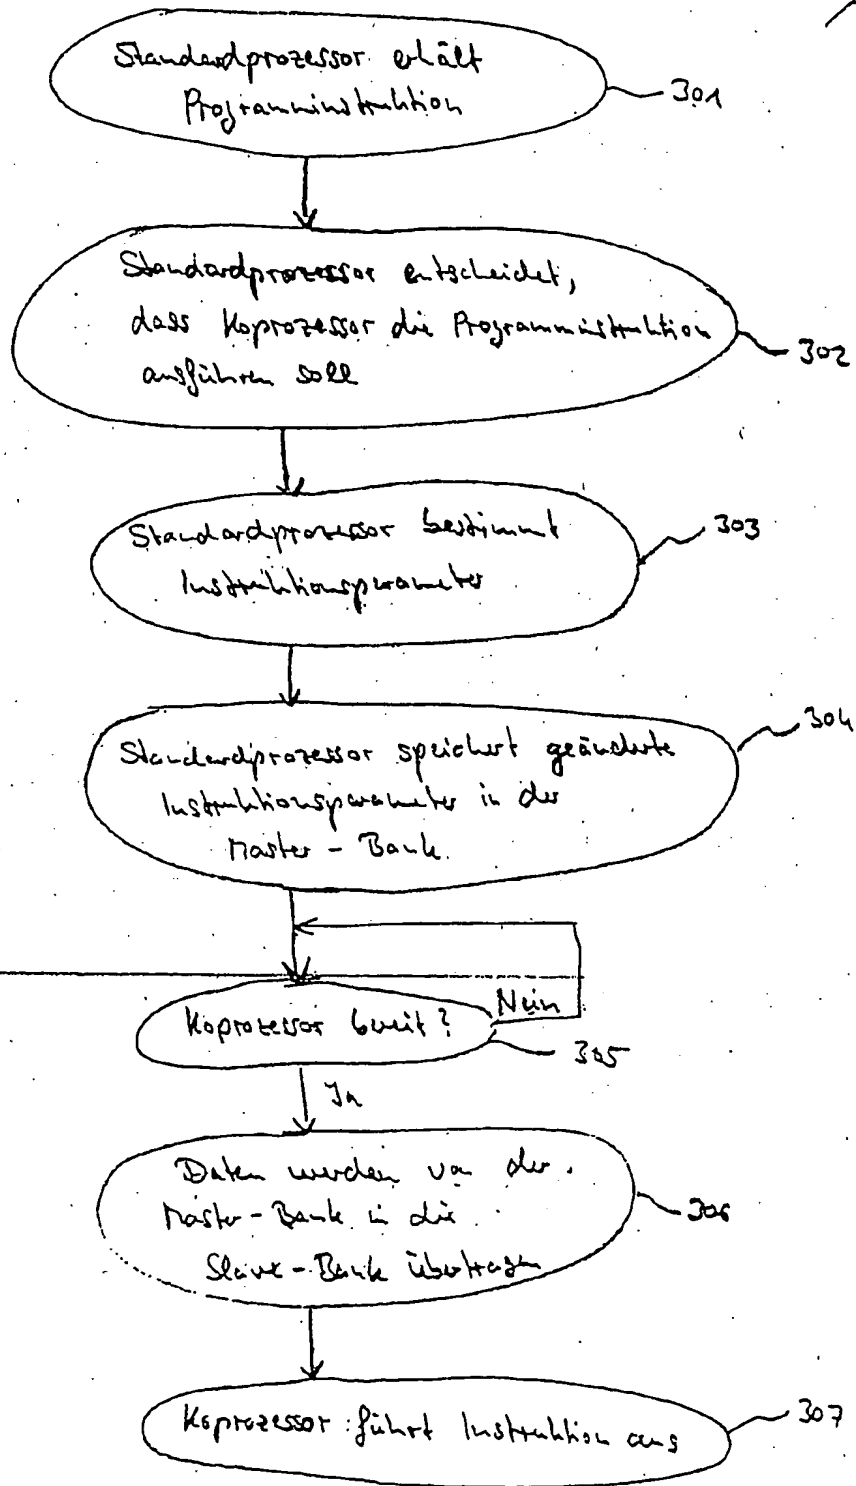 Standardprozessor erhält
Programminstruktion
301
Standardprozessor entscheidet,
dass Koprozessor die Programminstruktion
ausführen soll
302
Standardprozessor bestimmt
Instruktionsparameter
303
Standardprozessor speichert geänderte
Instruktionsparameter in der
Master-Bank
304
Koprozessor bereit?
Nein
305
Ja
Daten werden von der
Master-Bank in die
Slave-Bank übertragen
306
Koprozessor führt Instruktion aus
307